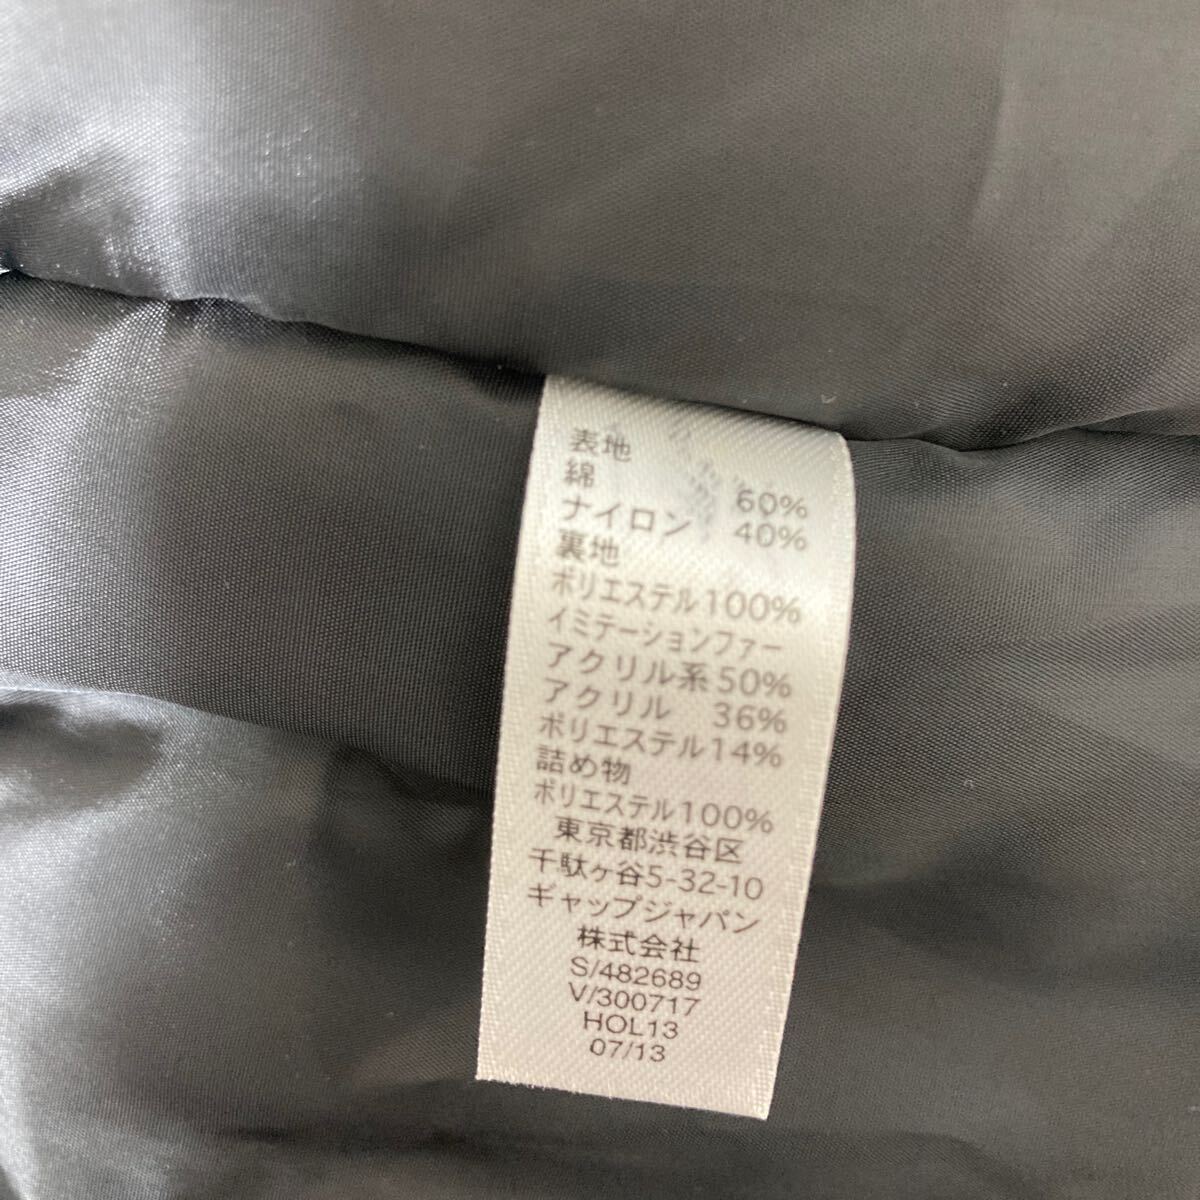 表地
綿 60%
ナイロン 40%
裏地
ポリエステル100%
イミテーションファー
アクリル系50%
アクリル 36%
ポリエステル14%
詰め物
ポリエステル100%
東京都渋谷区
千駄ヶ谷5-32-10
ギャップジャパン
株式会社
S/482689
V/300717
HOL13
07/13